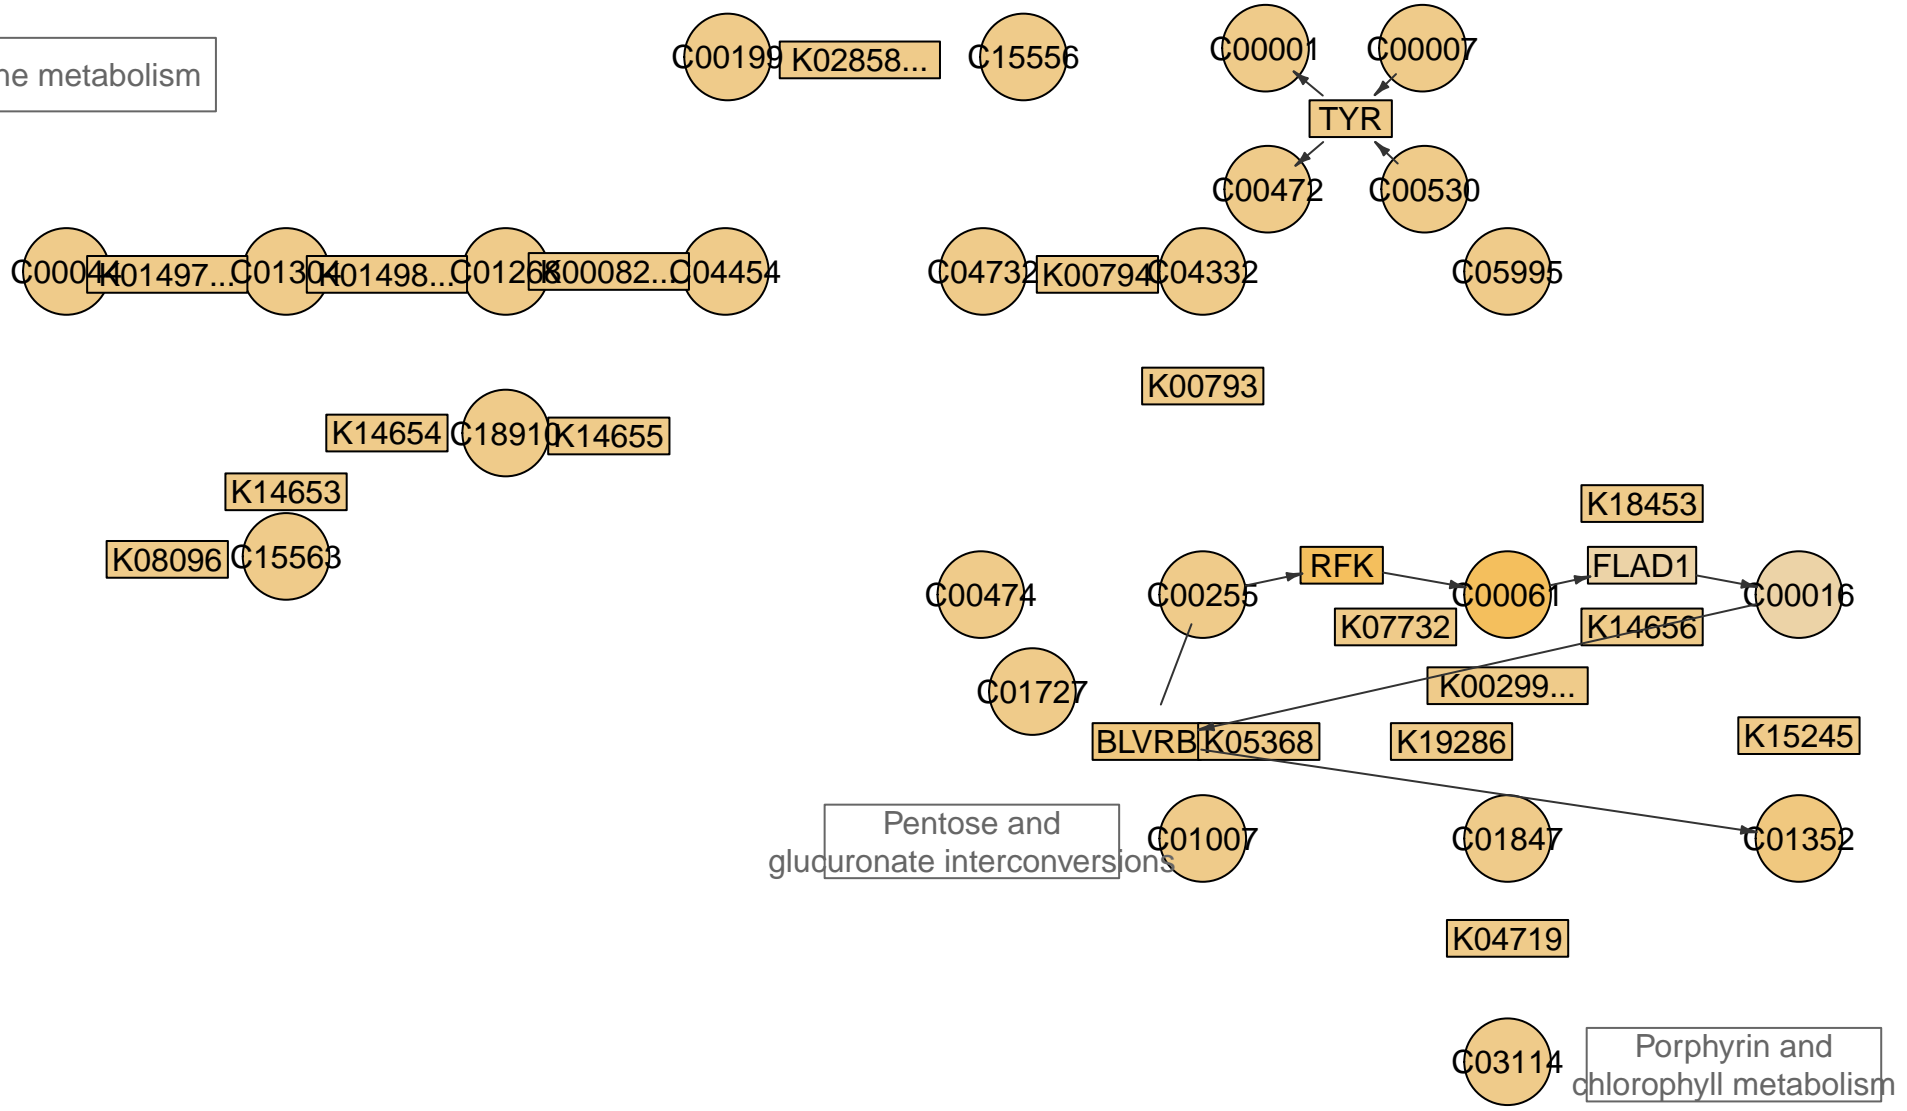 C00199
K02858...
C15556
C00001
C00007
ne metabolism
TYR
C00472
C00530
C00044
K01497...
C01304
K01498...
C01268
K00082...
C04454
C04732
K00794
C04332
C05995
K00793
K14654
C18910
K14655
K14653
K18453
K08096
C15563
RFK
FLAD1
C00474
C00255
C00061
C00016
K07732
K14656
C01727
K00299...
BLVRB
K05368
K19286
K15245
Pentose and
glucuronate interconversions
C01007
C01847
C01352
K04719
C03114
Porphyrin and
chlorophyll metabolism